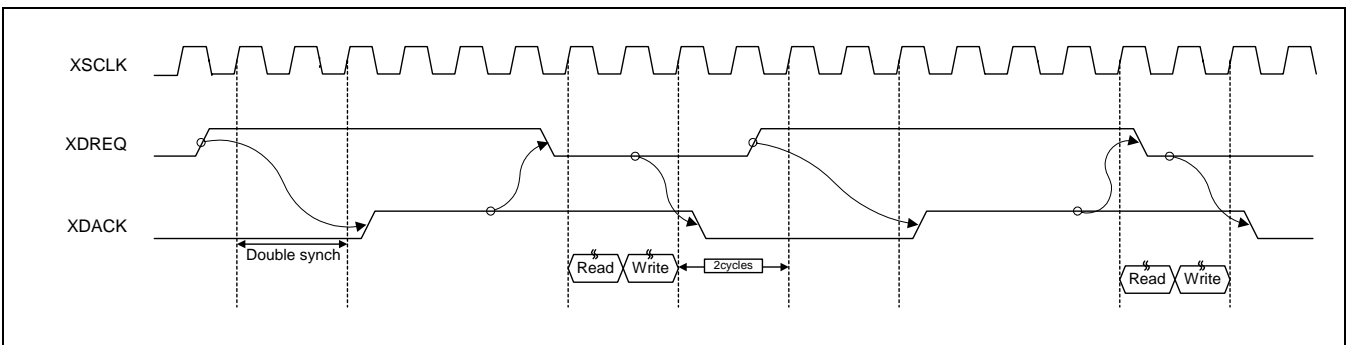 XSCLK
XDREQ
XDACK
Double synch
Read Write 2cycles
Read Write